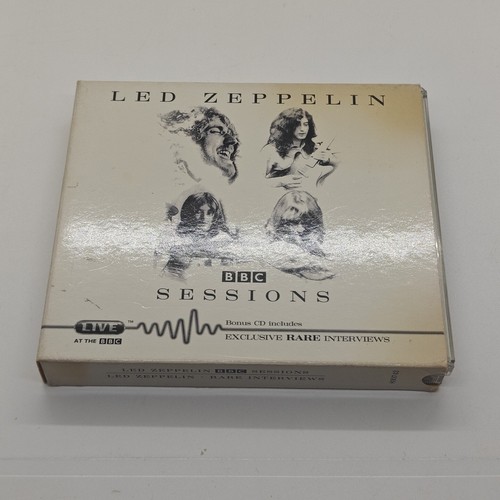 LED ZEPPELIN
BBC
SESSIONS
LIVE™
AT THE BBC
Bonus CD includes
EXCLUSIVE RARE INTERVIEWS
LED ZEPPELIN BBC SESSIONS
LED ZEPPELIN - RARE INTERVIEWS